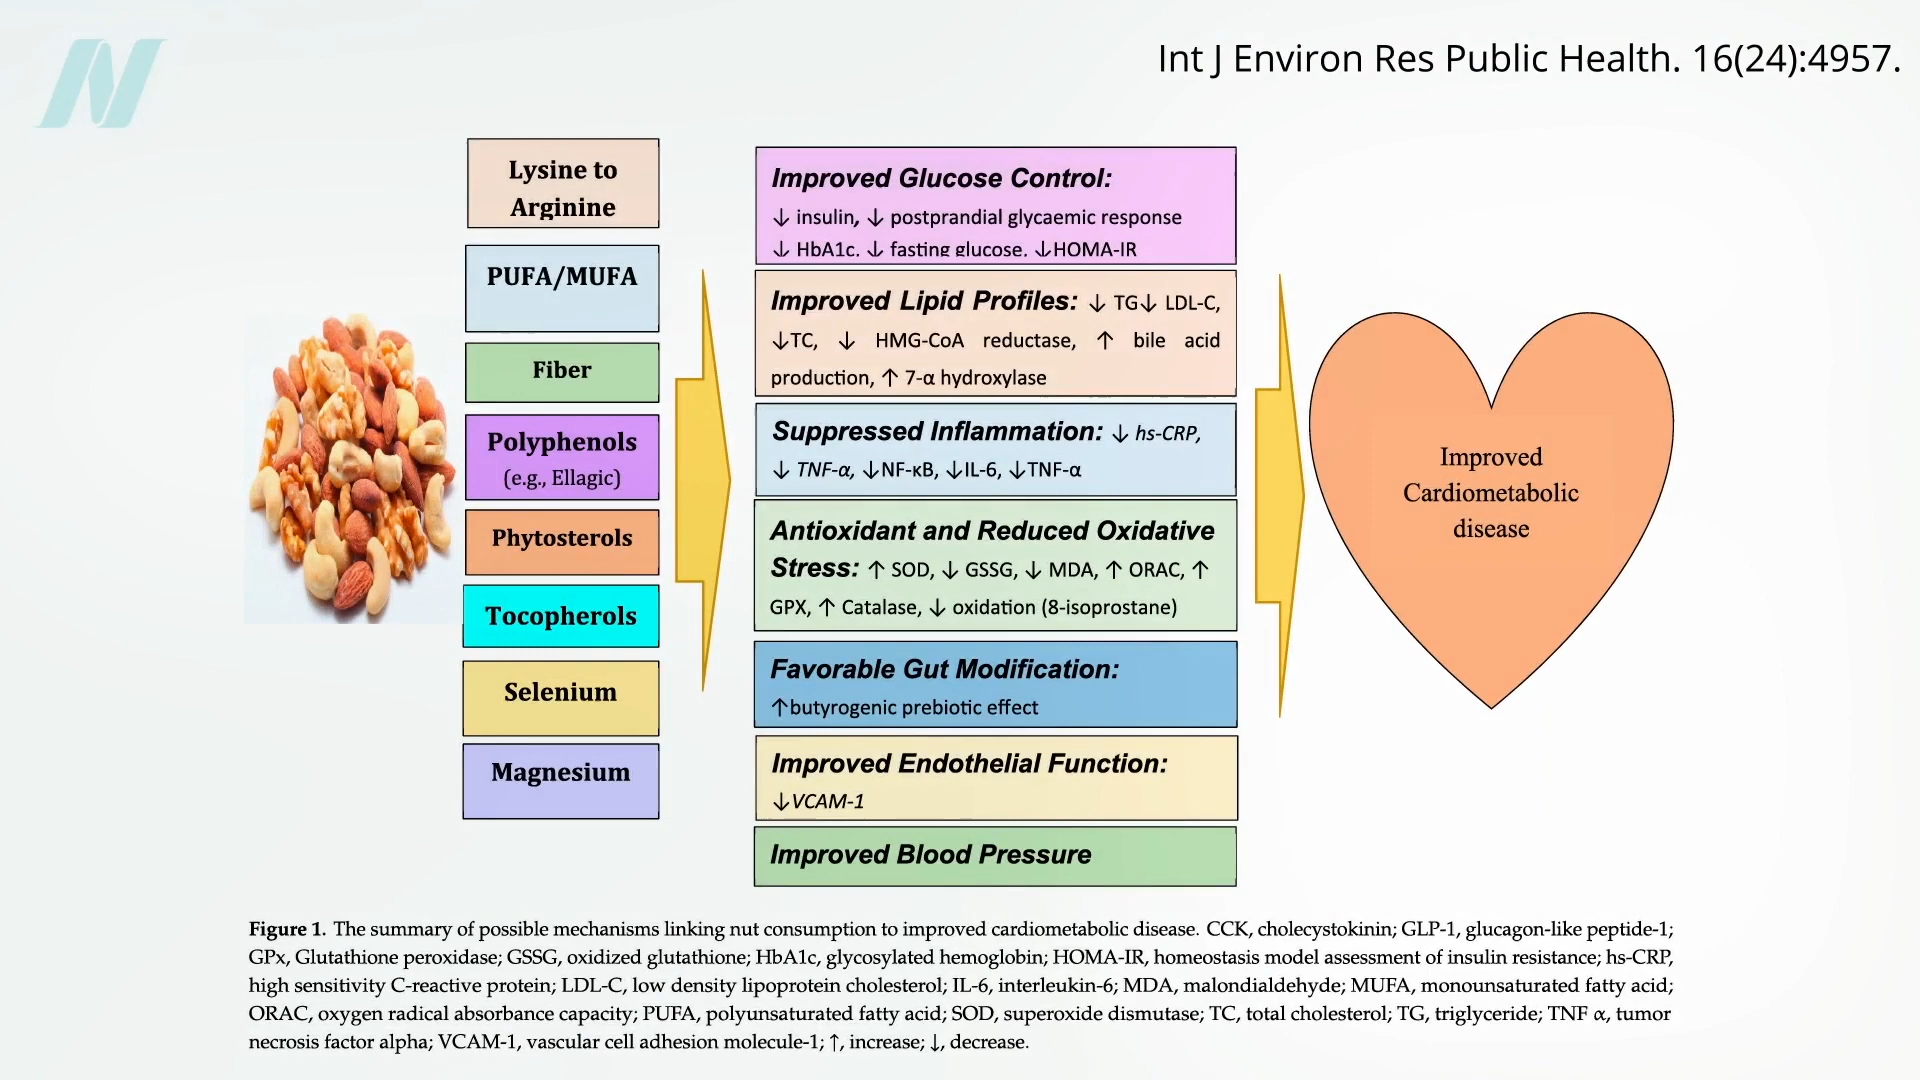 Int J Environ Res Public Health. 16(24):4957.
Lysine to
Arginine
PUFA/MUFA
Fiber
Polyphenols
(e.g., Ellagic)
Phytosterols
Tocopherols
Selenium
Magnesium
Improved Glucose Control:
↓ insulin, ↓ postprandial glycaemic response
↓ HbA1c, ↓ fasting glucose, ↓HOMA-IR
Improved Lipid Profiles: ↓ TG↓ LDL-C,
↓TC, ↓ HMG-CoA reductase, ↑ bile acid
production, ↑ 7-α hydroxylase
Suppressed Inflammation: ↓ hs-CRP,
↓ TNF-α, ↓NF-κB, ↓IL-6, ↓TNF-α
Antioxidant and Reduced Oxidative
Stress: ↑ SOD, ↓ GSSG, ↓ MDA, ↑ ORAC, ↑
GPX, ↑ Catalase, ↓ oxidation (8-isoprostane)
Favorable Gut Modification:
↑butyrogenic prebiotic effect
Improved Endothelial Function:
↓VCAM-1
Improved Blood Pressure
Improved
Cardiometabolic
disease
Figure 1. The summary of possible mechanisms linking nut consumption to improved cardiometabolic disease. CCK, cholecystokinin; GLP-1, glucagon-like peptide-1;
GPx, Glutathione peroxidase; GSSG, oxidized glutathione; HbA1c, glycosylated hemoglobin; HOMA-IR, homeostasis model assessment of insulin resistance; hs-CRP,
high sensitivity C-reactive protein; LDL-C, low density lipoprotein cholesterol; IL-6, interleukin-6; MDA, malondialdehyde; MUFA, monounsaturated fatty acid;
ORAC, oxygen radical absorbance capacity; PUFA, polyunsaturated fatty acid; SOD, superoxide dismutase; TC, total cholesterol; TG, triglyceride; TNF α, tumor
necrosis factor alpha; VCAM-1, vascular cell adhesion molecule-1; ↑, increase; ↓, decrease.